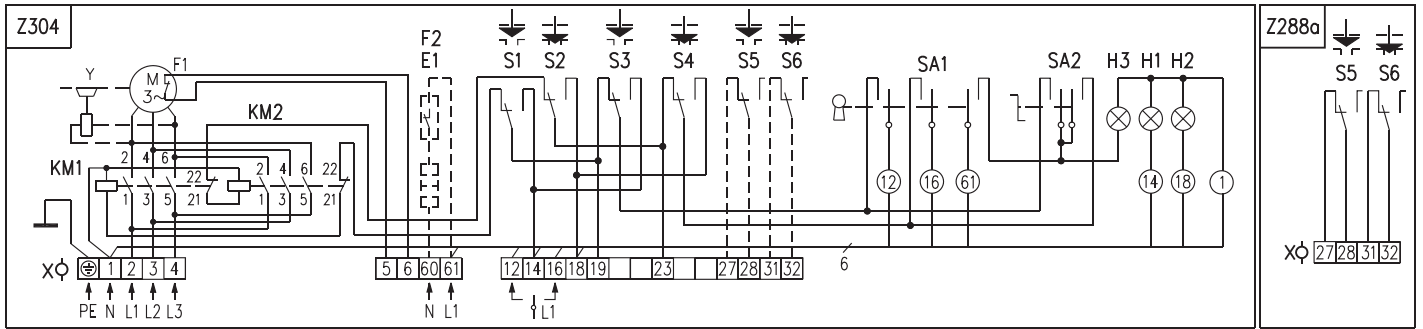 Z304
Z288a
F2
E1
S1 S2 S3 S4 S5 S6
SA1 SA2 H3 H1 H2
S5 S6
Y
M
3~
F1
KM2
KM1
2 4 6
22
2 4 6 22
1 3 5 21
1 3 5 21
12 16 61 14 18 1
6
X 1 2 3 4
5 6 60 61
12 14 16 18 19 23 27 28 31 32
X 27 28 31 32
PE N L1 L2 L3
N L1
L1